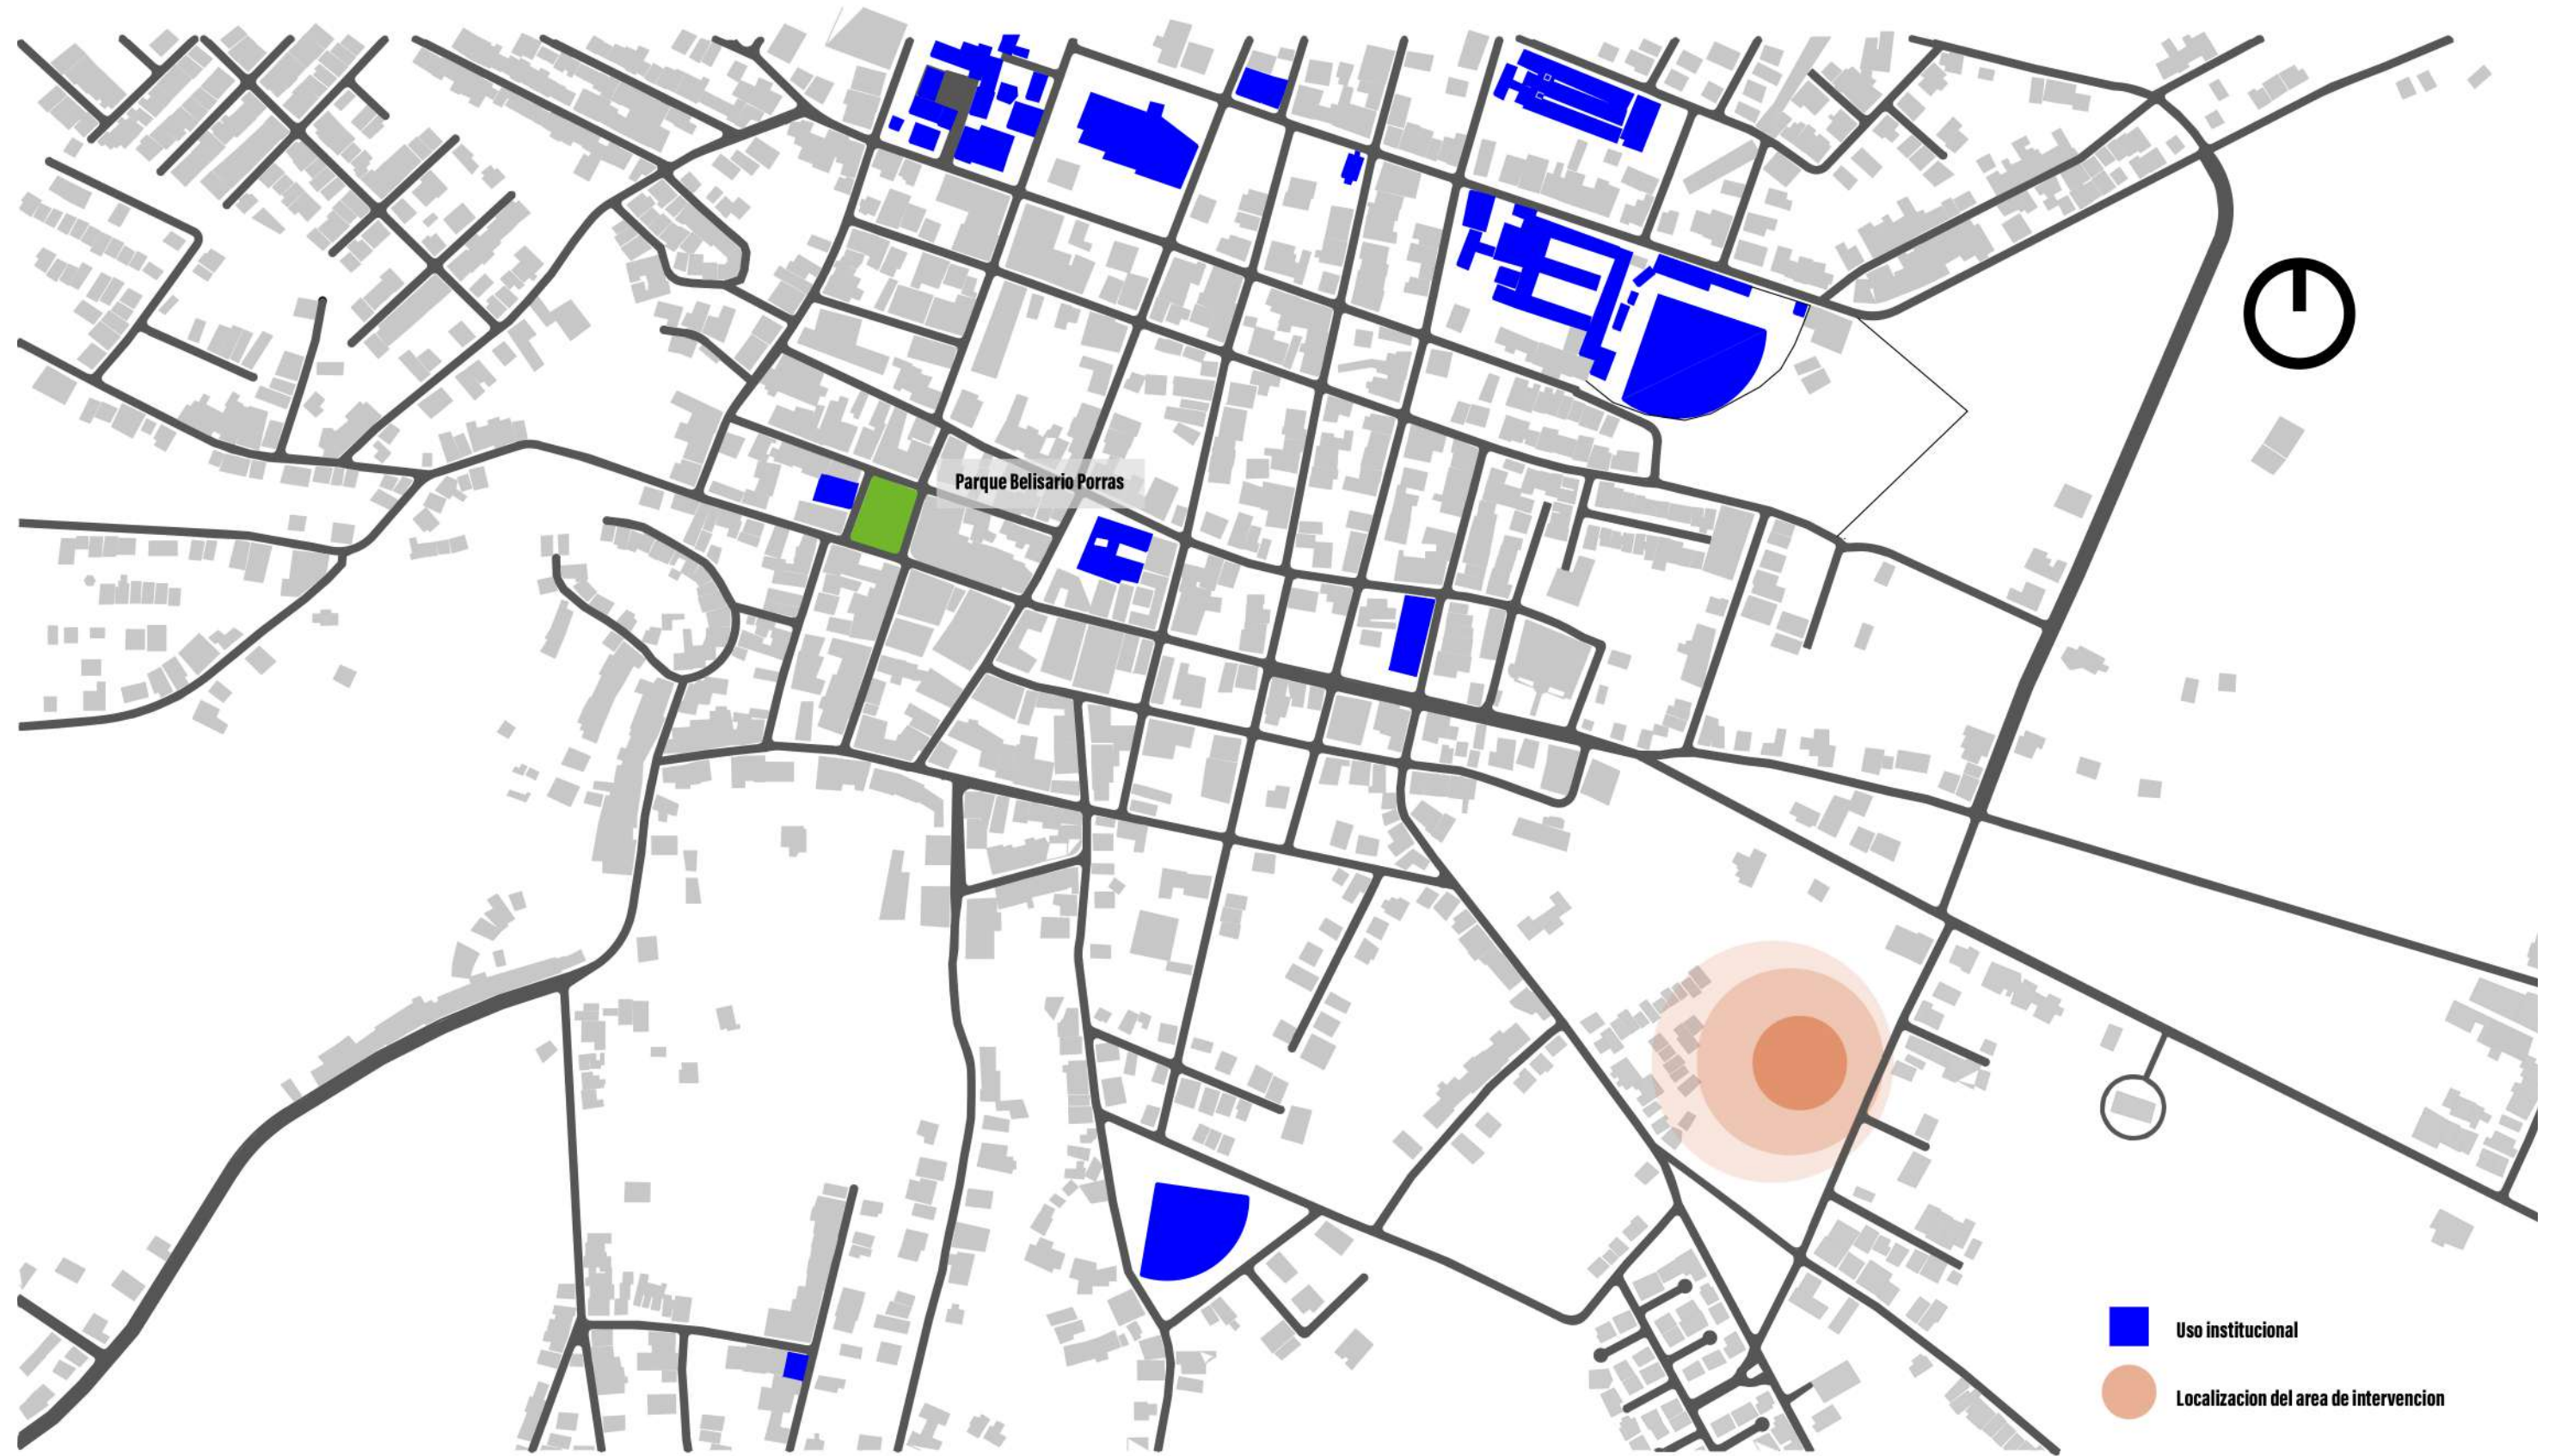 Parque Belisario Porras
Uso institucional
Localizacion del area de intervencion